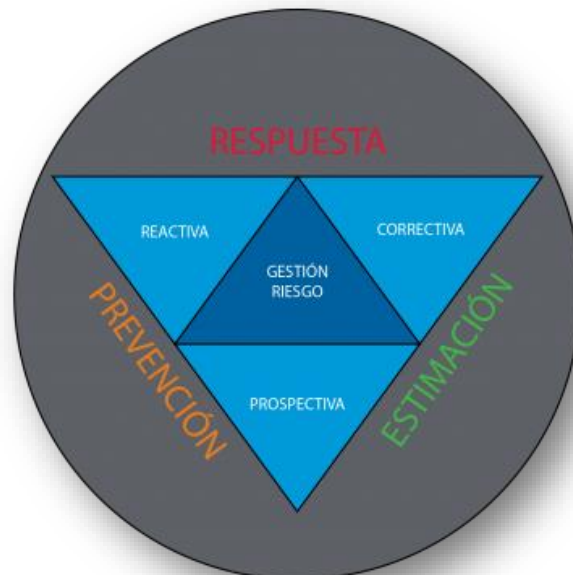 RESPUESTA
REACTIVA
CORRECTIVA
GESTIÓN
RIESGO
PREVENCIÓN
ESTIMACIÓN
PROSPECTIVA